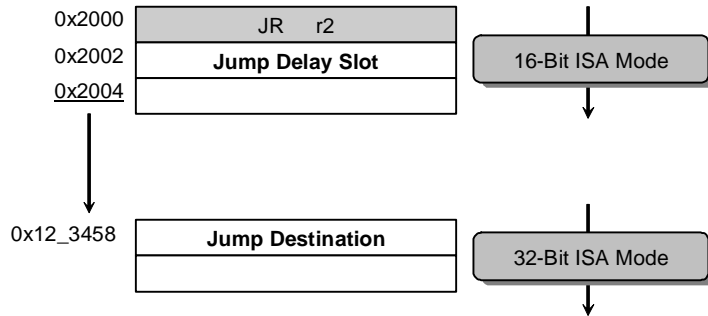 0x2000 JR r2
0x2002 Jump Delay Slot 16-Bit ISA Mode
0x2004
0x12_3458 Jump Destination
32-Bit ISA Mode